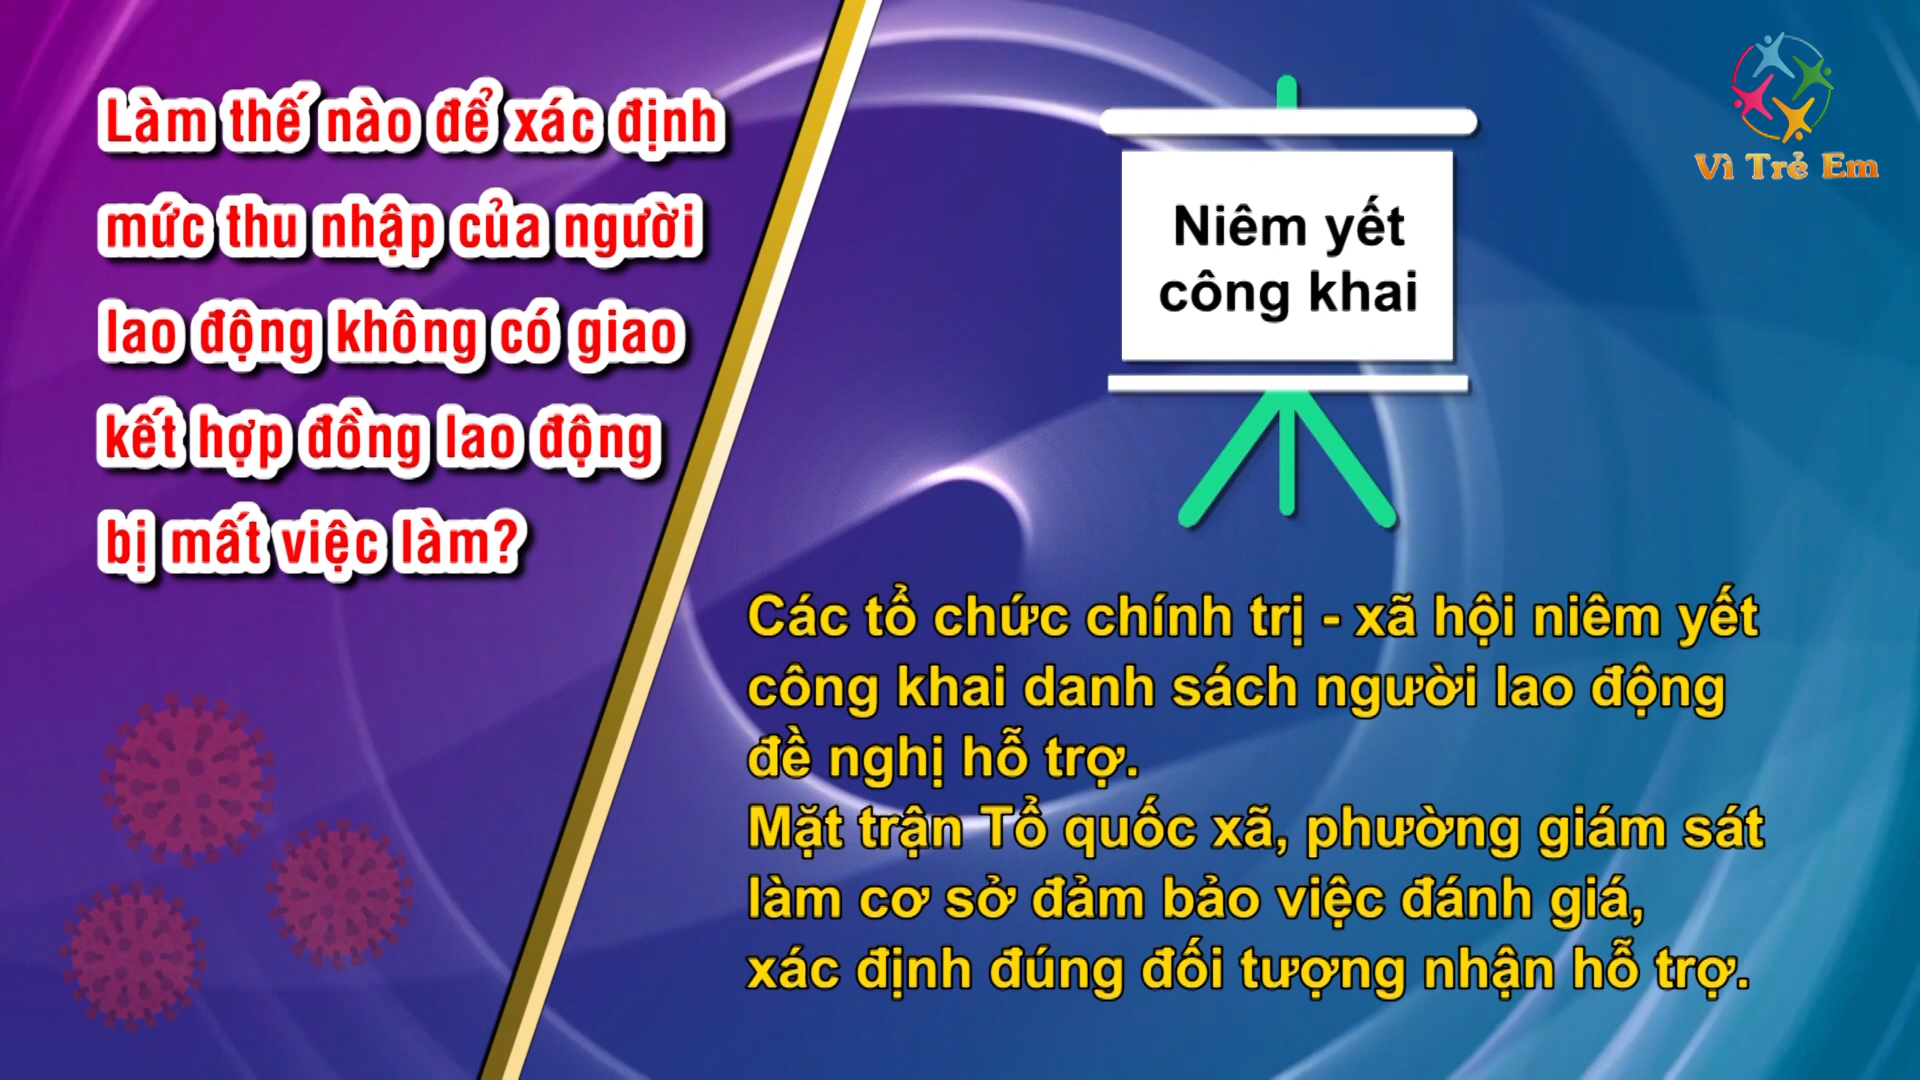 Làm thế nào để xác định
mức thu nhập của người
lao động không có giao
kết hợp đồng lao động
bị mất việc làm?
Niêm yết
công khai
Vì Trẻ Em
Các tổ chức chính trị - xã hội niêm yết
công khai danh sách người lao động
đề nghị hỗ trợ.
Mặt trận Tổ quốc xã, phường giám sát
làm cơ sở đảm bảo việc đánh giá,
xác định đúng đối tượng nhận hỗ trợ.